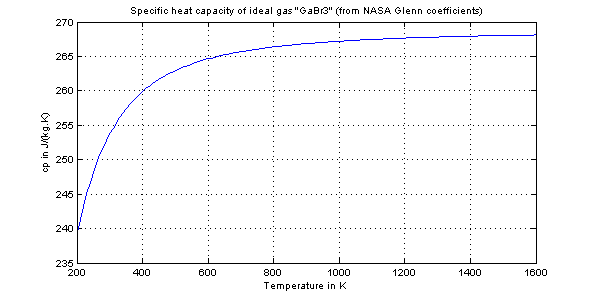 Specific heat capacity of ideal gas "GaBr3" (from NASA Glenn coefficients)
270
265
260
255
250
245
240
235
cp in J/(kg.K)
200 400 600 800 1000 1200 1400 1600
Temperature in K